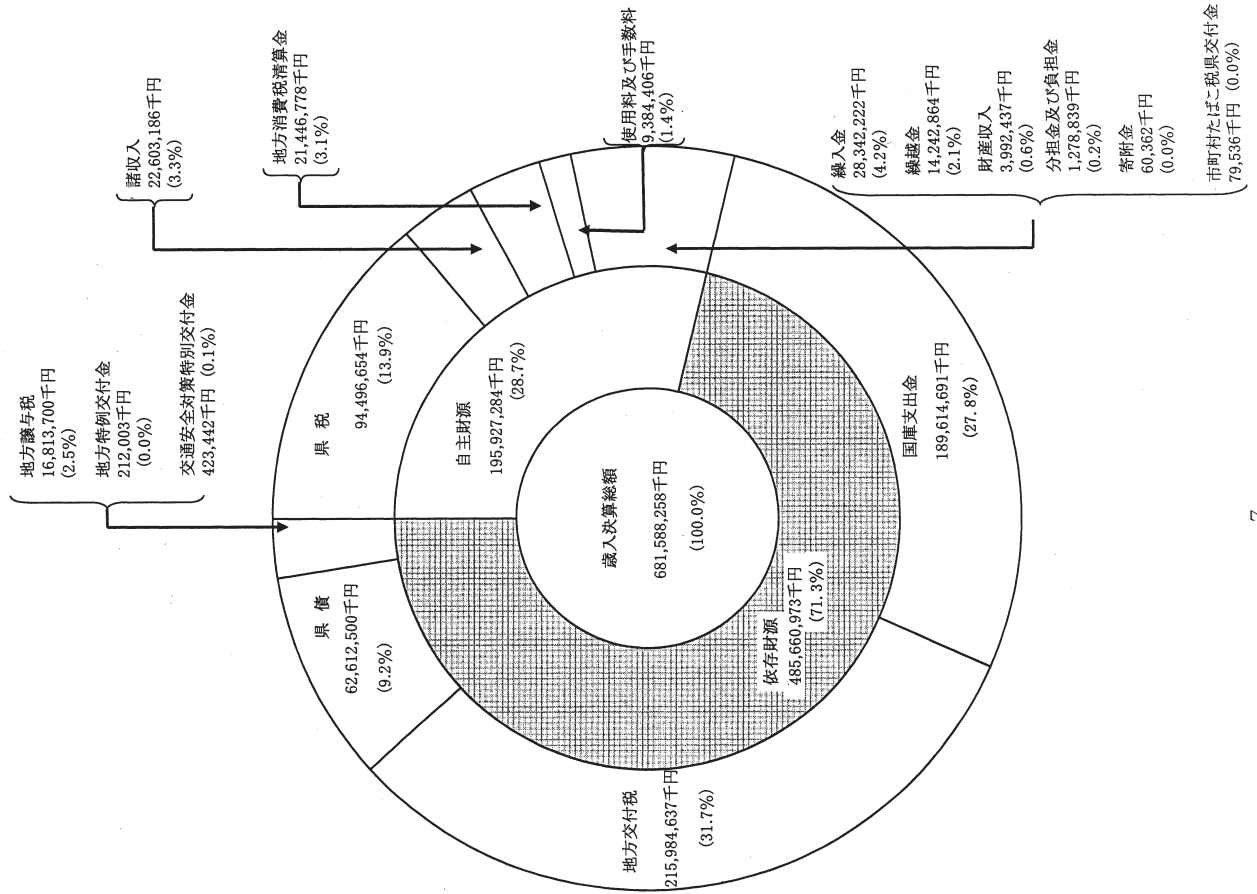 歳入決算総額
681,588,258千円
(100.0%)
自主財源
195,927,284千円
(28.7%)
依存財源
485,660,973千円
(71.3%)
県 税
94,496,654千円
(13.9%)
諸収入
22,603,186千円
(3.3%)
地方消費税清算金
21,446,778千円
(3.1%)
使用料及び手数料
9,384,406千円
(1.4%)
繰入金
28,342,222千円
(4.2%)
繰越金
14,242,864千円
(2.1%)
財産収入
3,992,437千円
(0.6%)
分担金及び負担金
1,278,839千円
(0.2%)
寄附金
60,362千円
(0.0%)
市町村たばこ税県交付金
79,536千円 (0.0%)
国庫支出金
189,614,691千円
(27.8%)
地方交付税
215,984,637千円
(31.7%)
県 債
62,612,500千円
(9.2%)
地方譲与税
16,813,700千円
(2.5%)
地方特例交付金
212,003千円
(0.0%)
交通安全対策特別交付金
423,442千円 (0.1%)
7